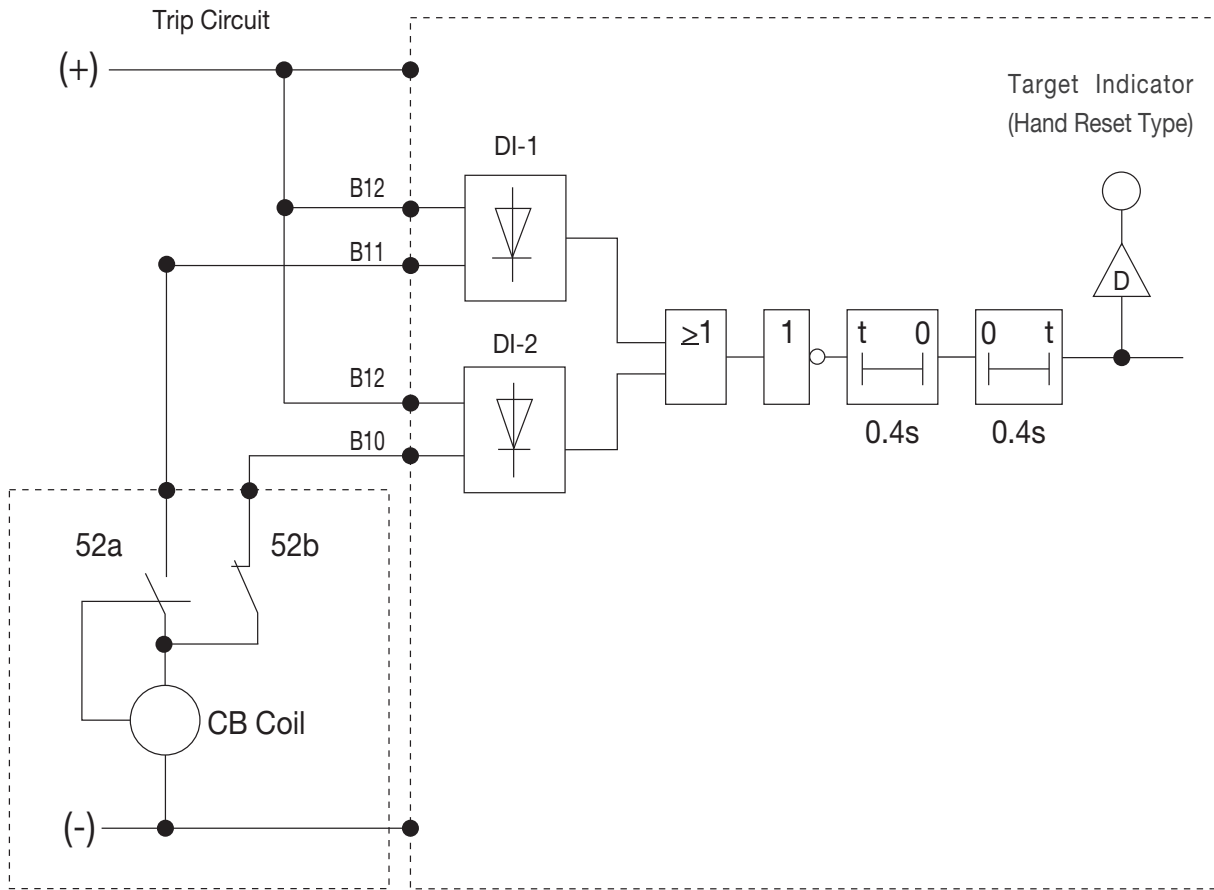 Trip Circuit
(+)
Target Indicator
(Hand Reset Type)
DI-1
B12
B11
D
≥1
1
t 0
0 t
DI-2
B12
0.4s
0.4s
B10
52a
52b
CB Coil
(-)